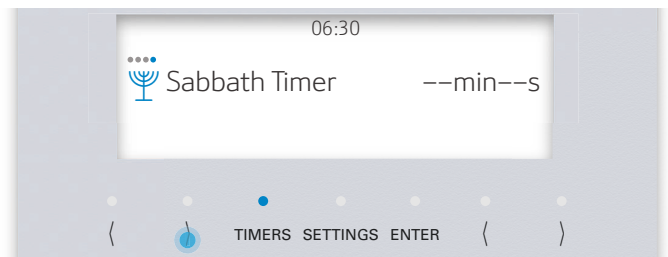 06:30
Sabbath Timer ––min––s
⟨ ⟩ TIMERS SETTINGS ENTER ⟨ ⟩